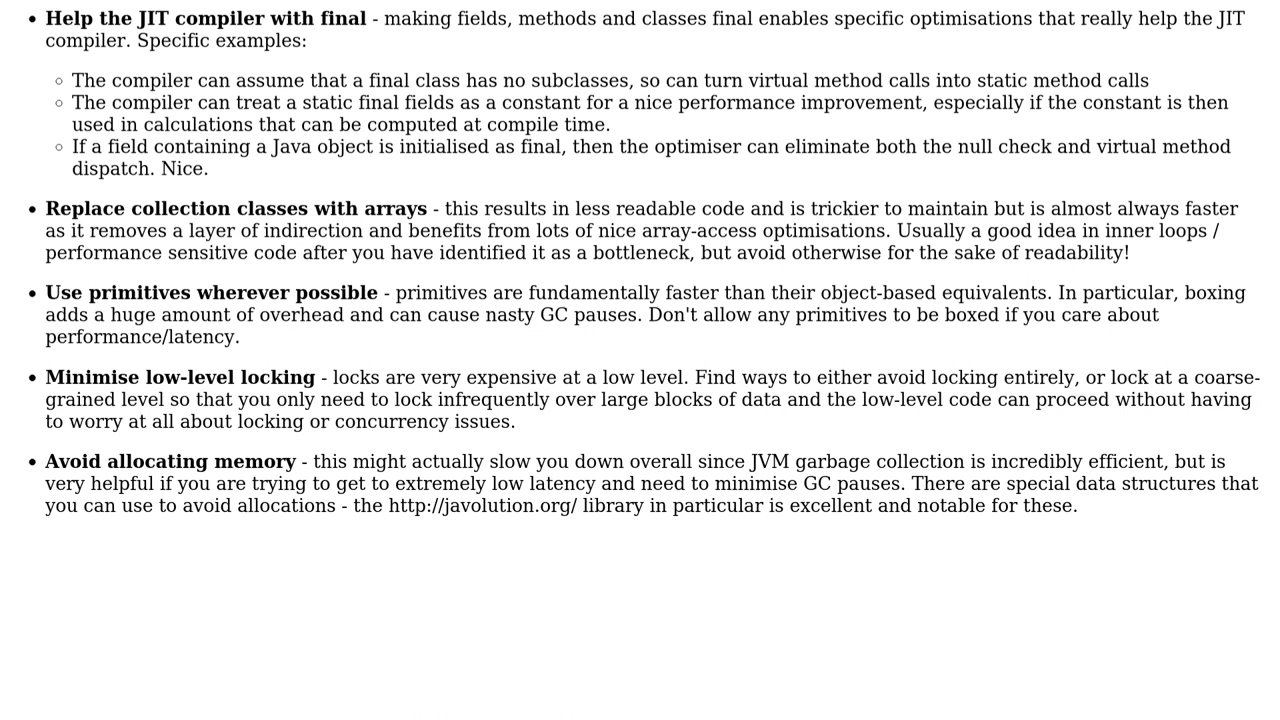 • Help the JIT compiler with final - making fields, methods and classes final enables specific optimisations that really help the JIT
compiler. Specific examples:
◦ The compiler can assume that a final class has no subclasses, so can turn virtual method calls into static method calls
◦ The compiler can treat a static final fields as a constant for a nice performance improvement, especially if the constant is then
used in calculations that can be computed at compile time.
◦ If a field containing a Java object is initialised as final, then the optimiser can eliminate both the null check and virtual method
dispatch. Nice.
• Replace collection classes with arrays - this results in less readable code and is trickier to maintain but is almost always faster
as it removes a layer of indirection and benefits from lots of nice array-access optimisations. Usually a good idea in inner loops /
performance sensitive code after you have identified it as a bottleneck, but avoid otherwise for the sake of readability!
• Use primitives wherever possible - primitives are fundamentally faster than their object-based equivalents. In particular, boxing
adds a huge amount of overhead and can cause nasty GC pauses. Don't allow any primitives to be boxed if you care about
performance/latency.
• Minimise low-level locking - locks are very expensive at a low level. Find ways to either avoid locking entirely, or lock at a coarse-
grained level so that you only need to lock infrequently over large blocks of data and the low-level code can proceed without having
to worry at all about locking or concurrency issues.
• Avoid allocating memory - this might actually slow you down overall since JVM garbage collection is incredibly efficient, but is
very helpful if you are trying to get to extremely low latency and need to minimise GC pauses. There are special data structures that
you can use to avoid allocations - the http://javolution.org/ library in particular is excellent and notable for these.